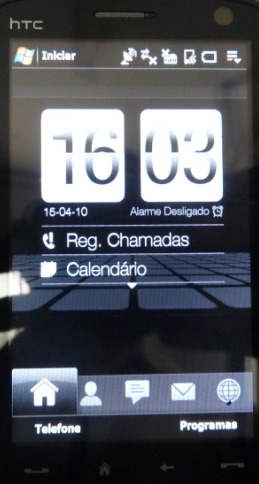 htc
Iniciar
16 03
15-04-10 Alarme Desligado
Reg. Chamadas
Calendário
Telefone Programas